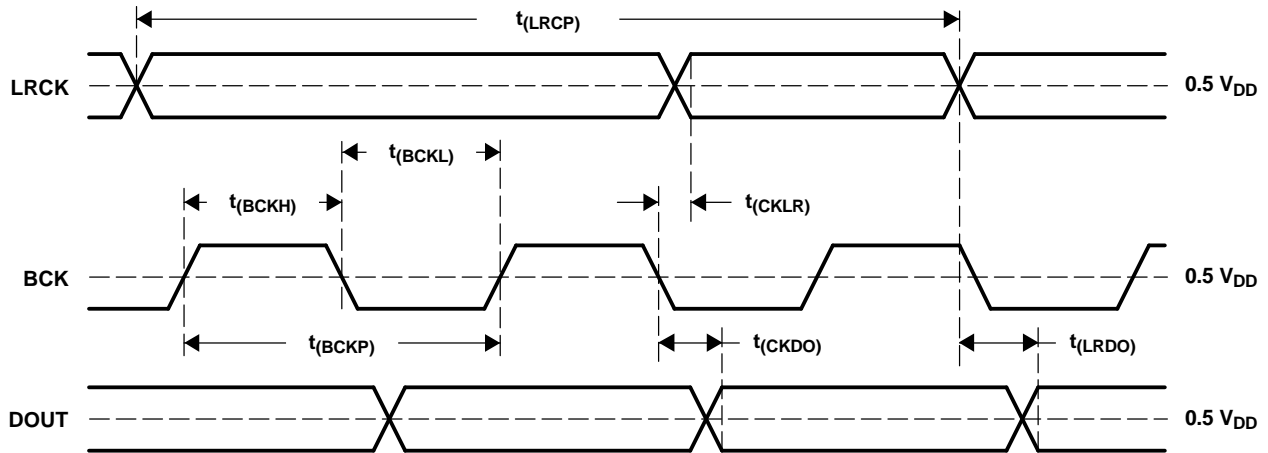 t(LRCP)
LRCK
0.5 VDD
t(BCKL)
t(BCKH)
t(CKLR)
BCK
0.5 VDD
t(BCKP)
t(CKDO)
t(LRDO)
DOUT
0.5 VDD